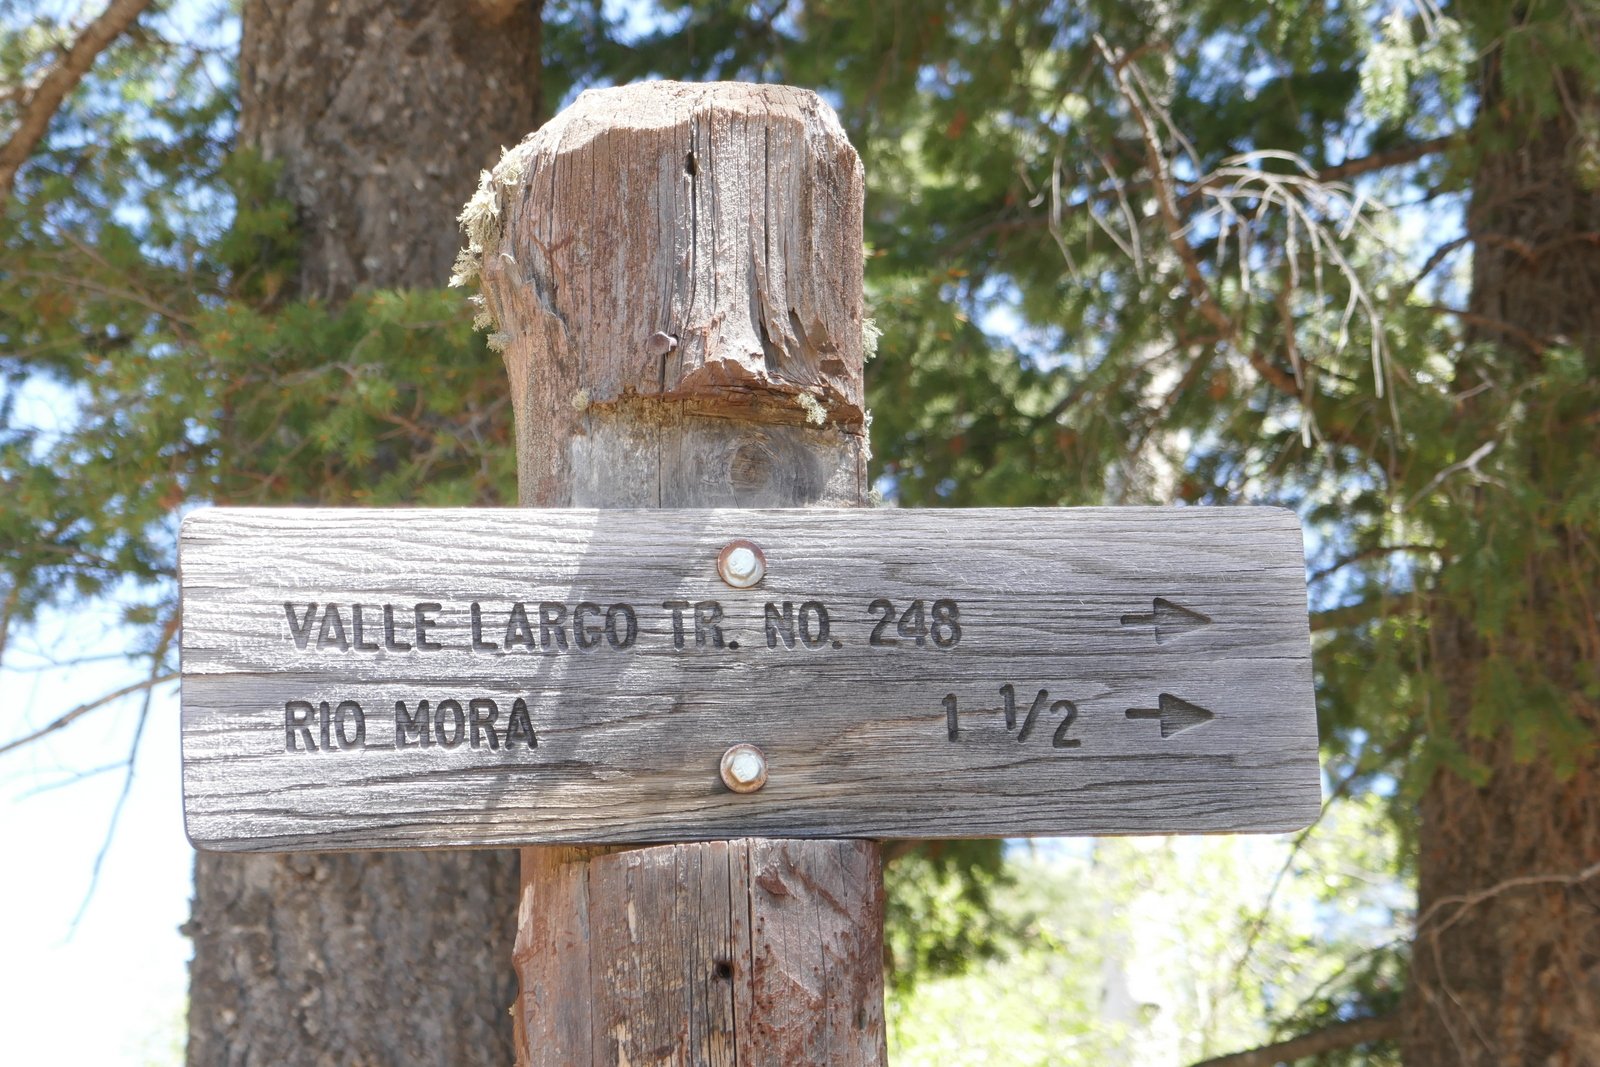 VALLE LARGO TR. NO. 248 →
RIO MORA 1 1/2 →